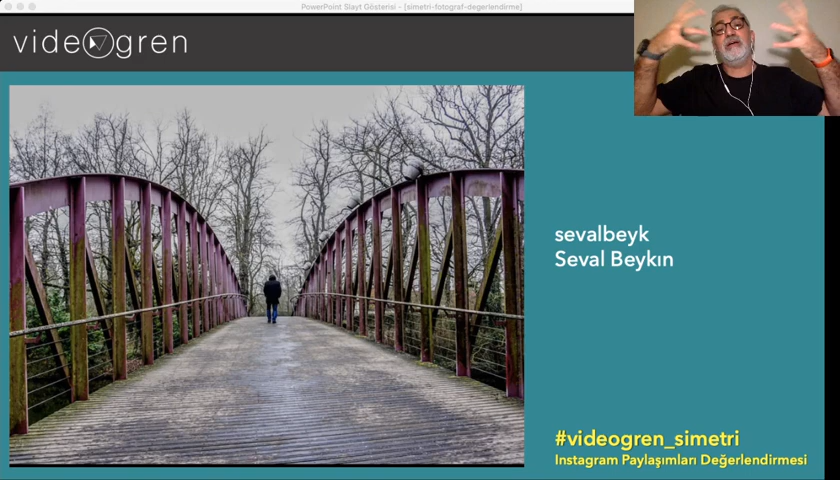 PowerPoint Slayt Gösterisi - [simetri-fotograf-degerlendirme]
videogren
sevalbeyk
Seval Beykın
#videogren_simetri
Instagram Paylaşımları Değerlendirmesi